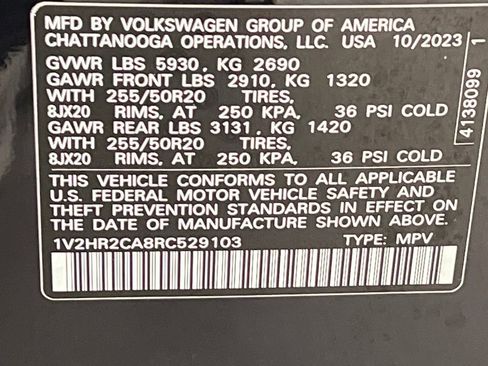 MFD BY VOLKSWAGEN GROUP OF AMERICA
CHATTANOOGA OPERATIONS, LLC. USA 10/2023
GVWR LBS 5930, KG 2690
GAWR FRONT LBS 2910, KG 1320
WITH 255/50R20 TIRES,
8JX20 RIMS, AT 250 KPA, 36 PSI COLD
GAWR REAR LBS 3131, KG 1420
WITH 255/50R20 TIRES,
8JX20 RIMS, AT 250 KPA, 36 PSI COLD
THIS VEHICLE CONFORMS TO ALL APPLICABLE
U.S. FEDERAL MOTOR VEHICLE SAFETY AND
THEFT PROTECTION STANDARDS IN EFFECT ON
THE DATE OF MANUFACTURE SHOWN ABOVE.
1V2HR2CA8RC529103 TYPE: MPV
4138099 1